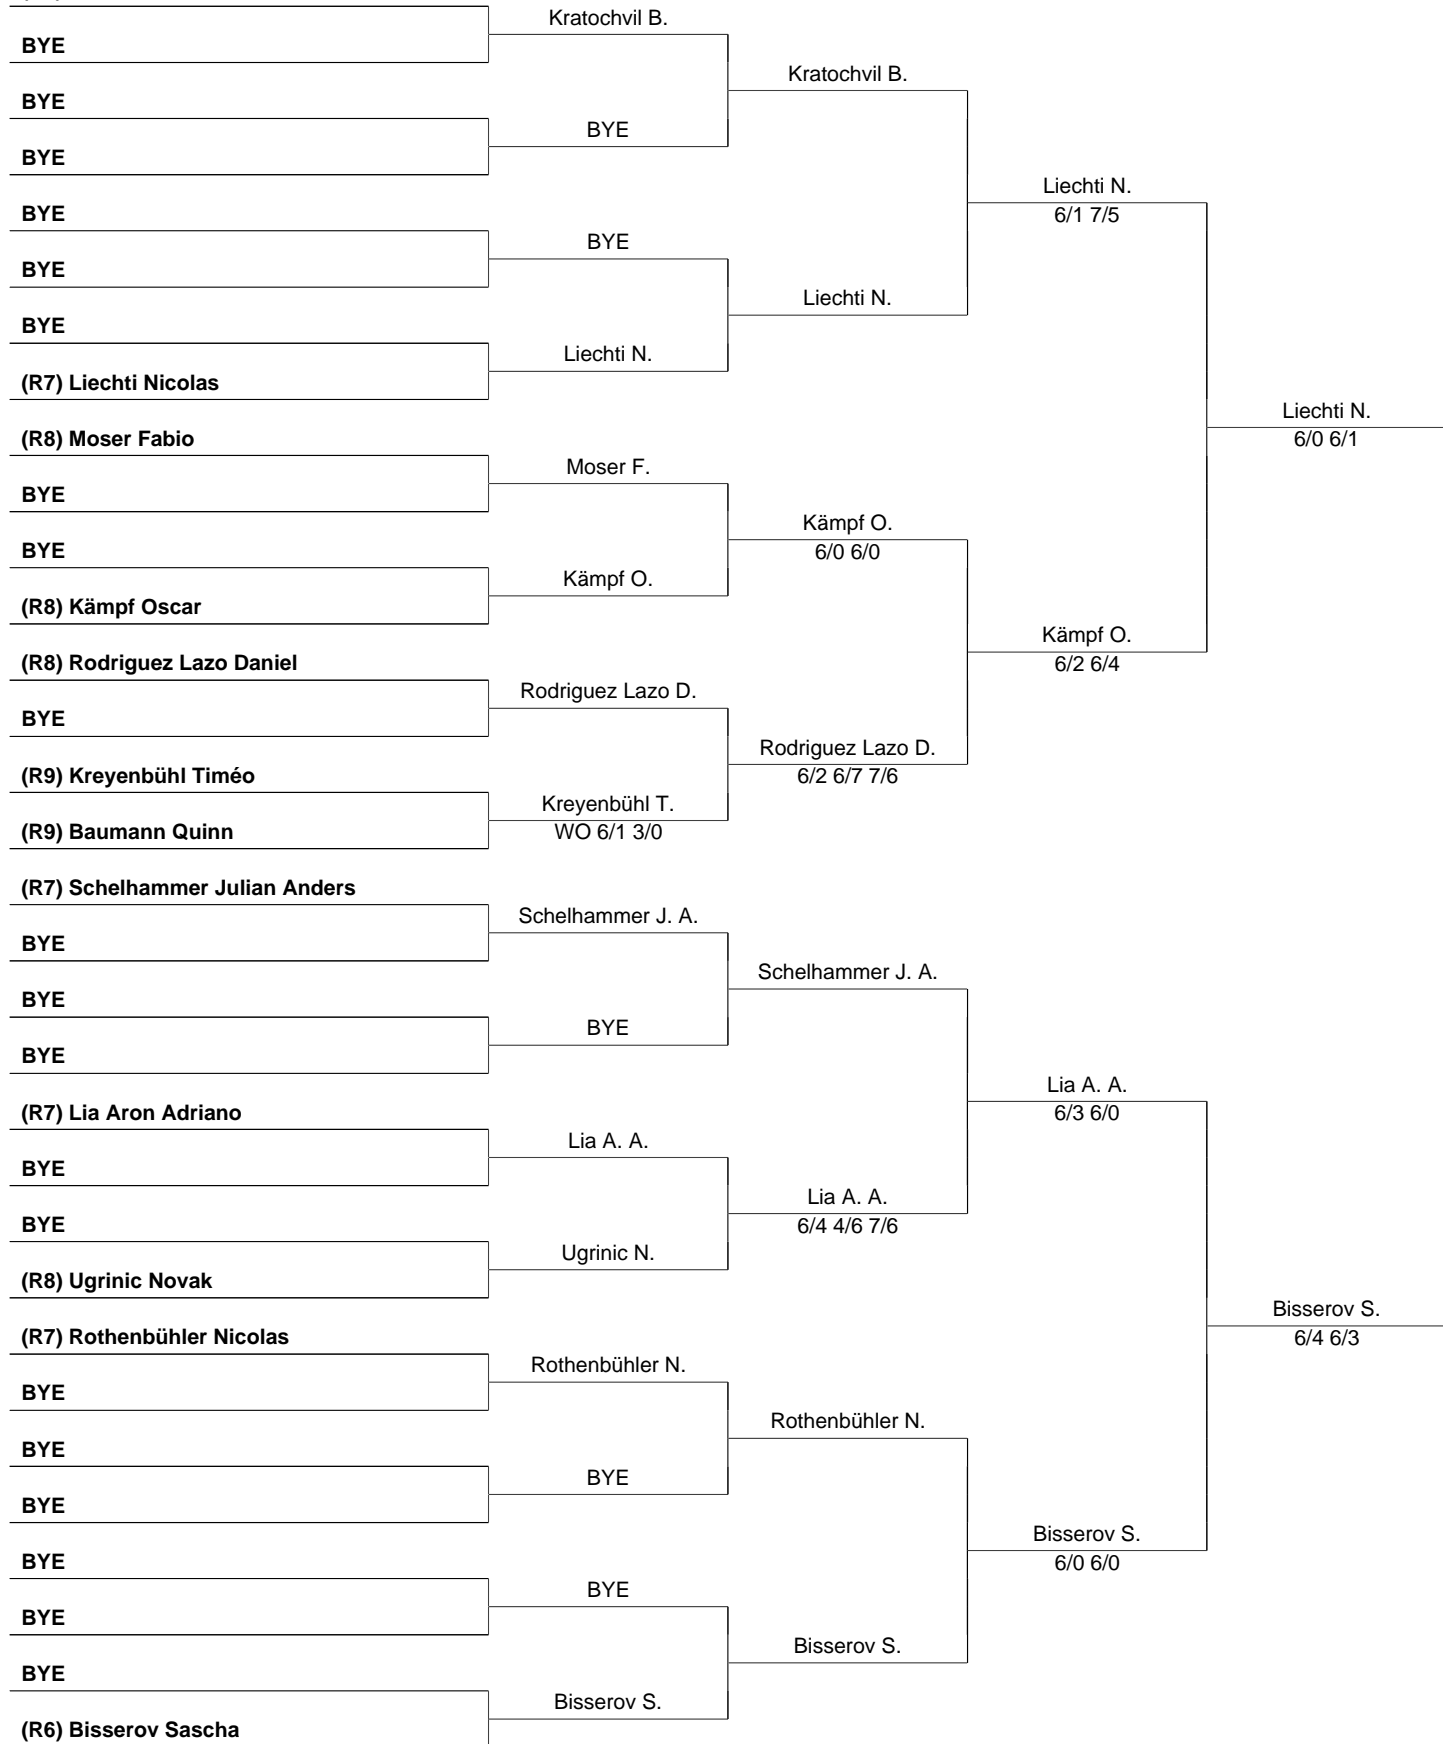 Kratochvil B.
BYE
Kratochvil B.
BYE
BYE
BYE
Liechti N.
6/1 7/5
BYE
BYE
BYE
Liechti N.
BYE
Liechti N.
(R7) Liechti Nicolas
Liechti N.
6/0 6/1
(R8) Moser Fabio
Moser F.
BYE
Kämpf O.
6/0 6/0
BYE
Kämpf O.
(R8) Kämpf Oscar
Kämpf O.
6/2 6/4
(R8) Rodriguez Lazo Daniel
Rodriguez Lazo D.
BYE
Rodriguez Lazo D.
6/2 6/7 7/6
(R9) Kreyenbühl Timéo
Kreyenbühl T.
WO 6/1 3/0
(R9) Baumann Quinn
(R7) Schelhammer Julian Anders
Schelhammer J. A.
BYE
Schelhammer J. A.
BYE
BYE
BYE
Lia A. A.
6/3 6/0
(R7) Lia Aron Adriano
Lia A. A.
BYE
Lia A. A.
6/4 4/6 7/6
BYE
Ugrinic N.
(R8) Ugrinic Novak
Bisserov S.
6/4 6/3
(R7) Rothenbühler Nicolas
Rothenbühler N.
BYE
Rothenbühler N.
BYE
BYE
BYE
Bisserov S.
6/0 6/0
BYE
BYE
BYE
Bisserov S.
BYE
Bisserov S.
(R6) Bisserov Sascha